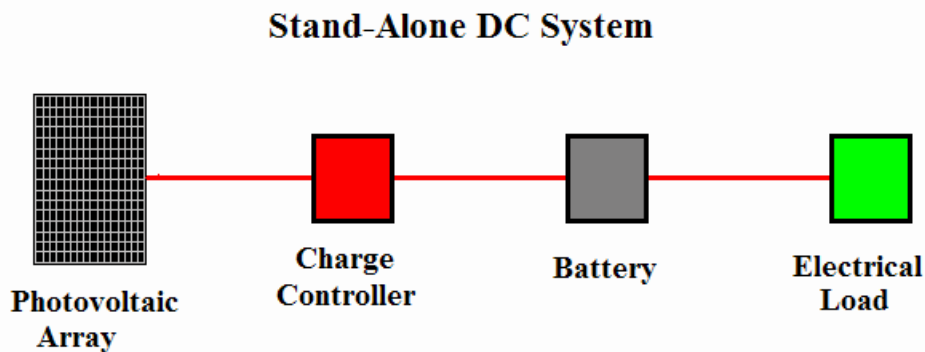 Stand-Alone DC System
Photovoltaic
Array
Charge
Controller
Battery
Electrical
Load